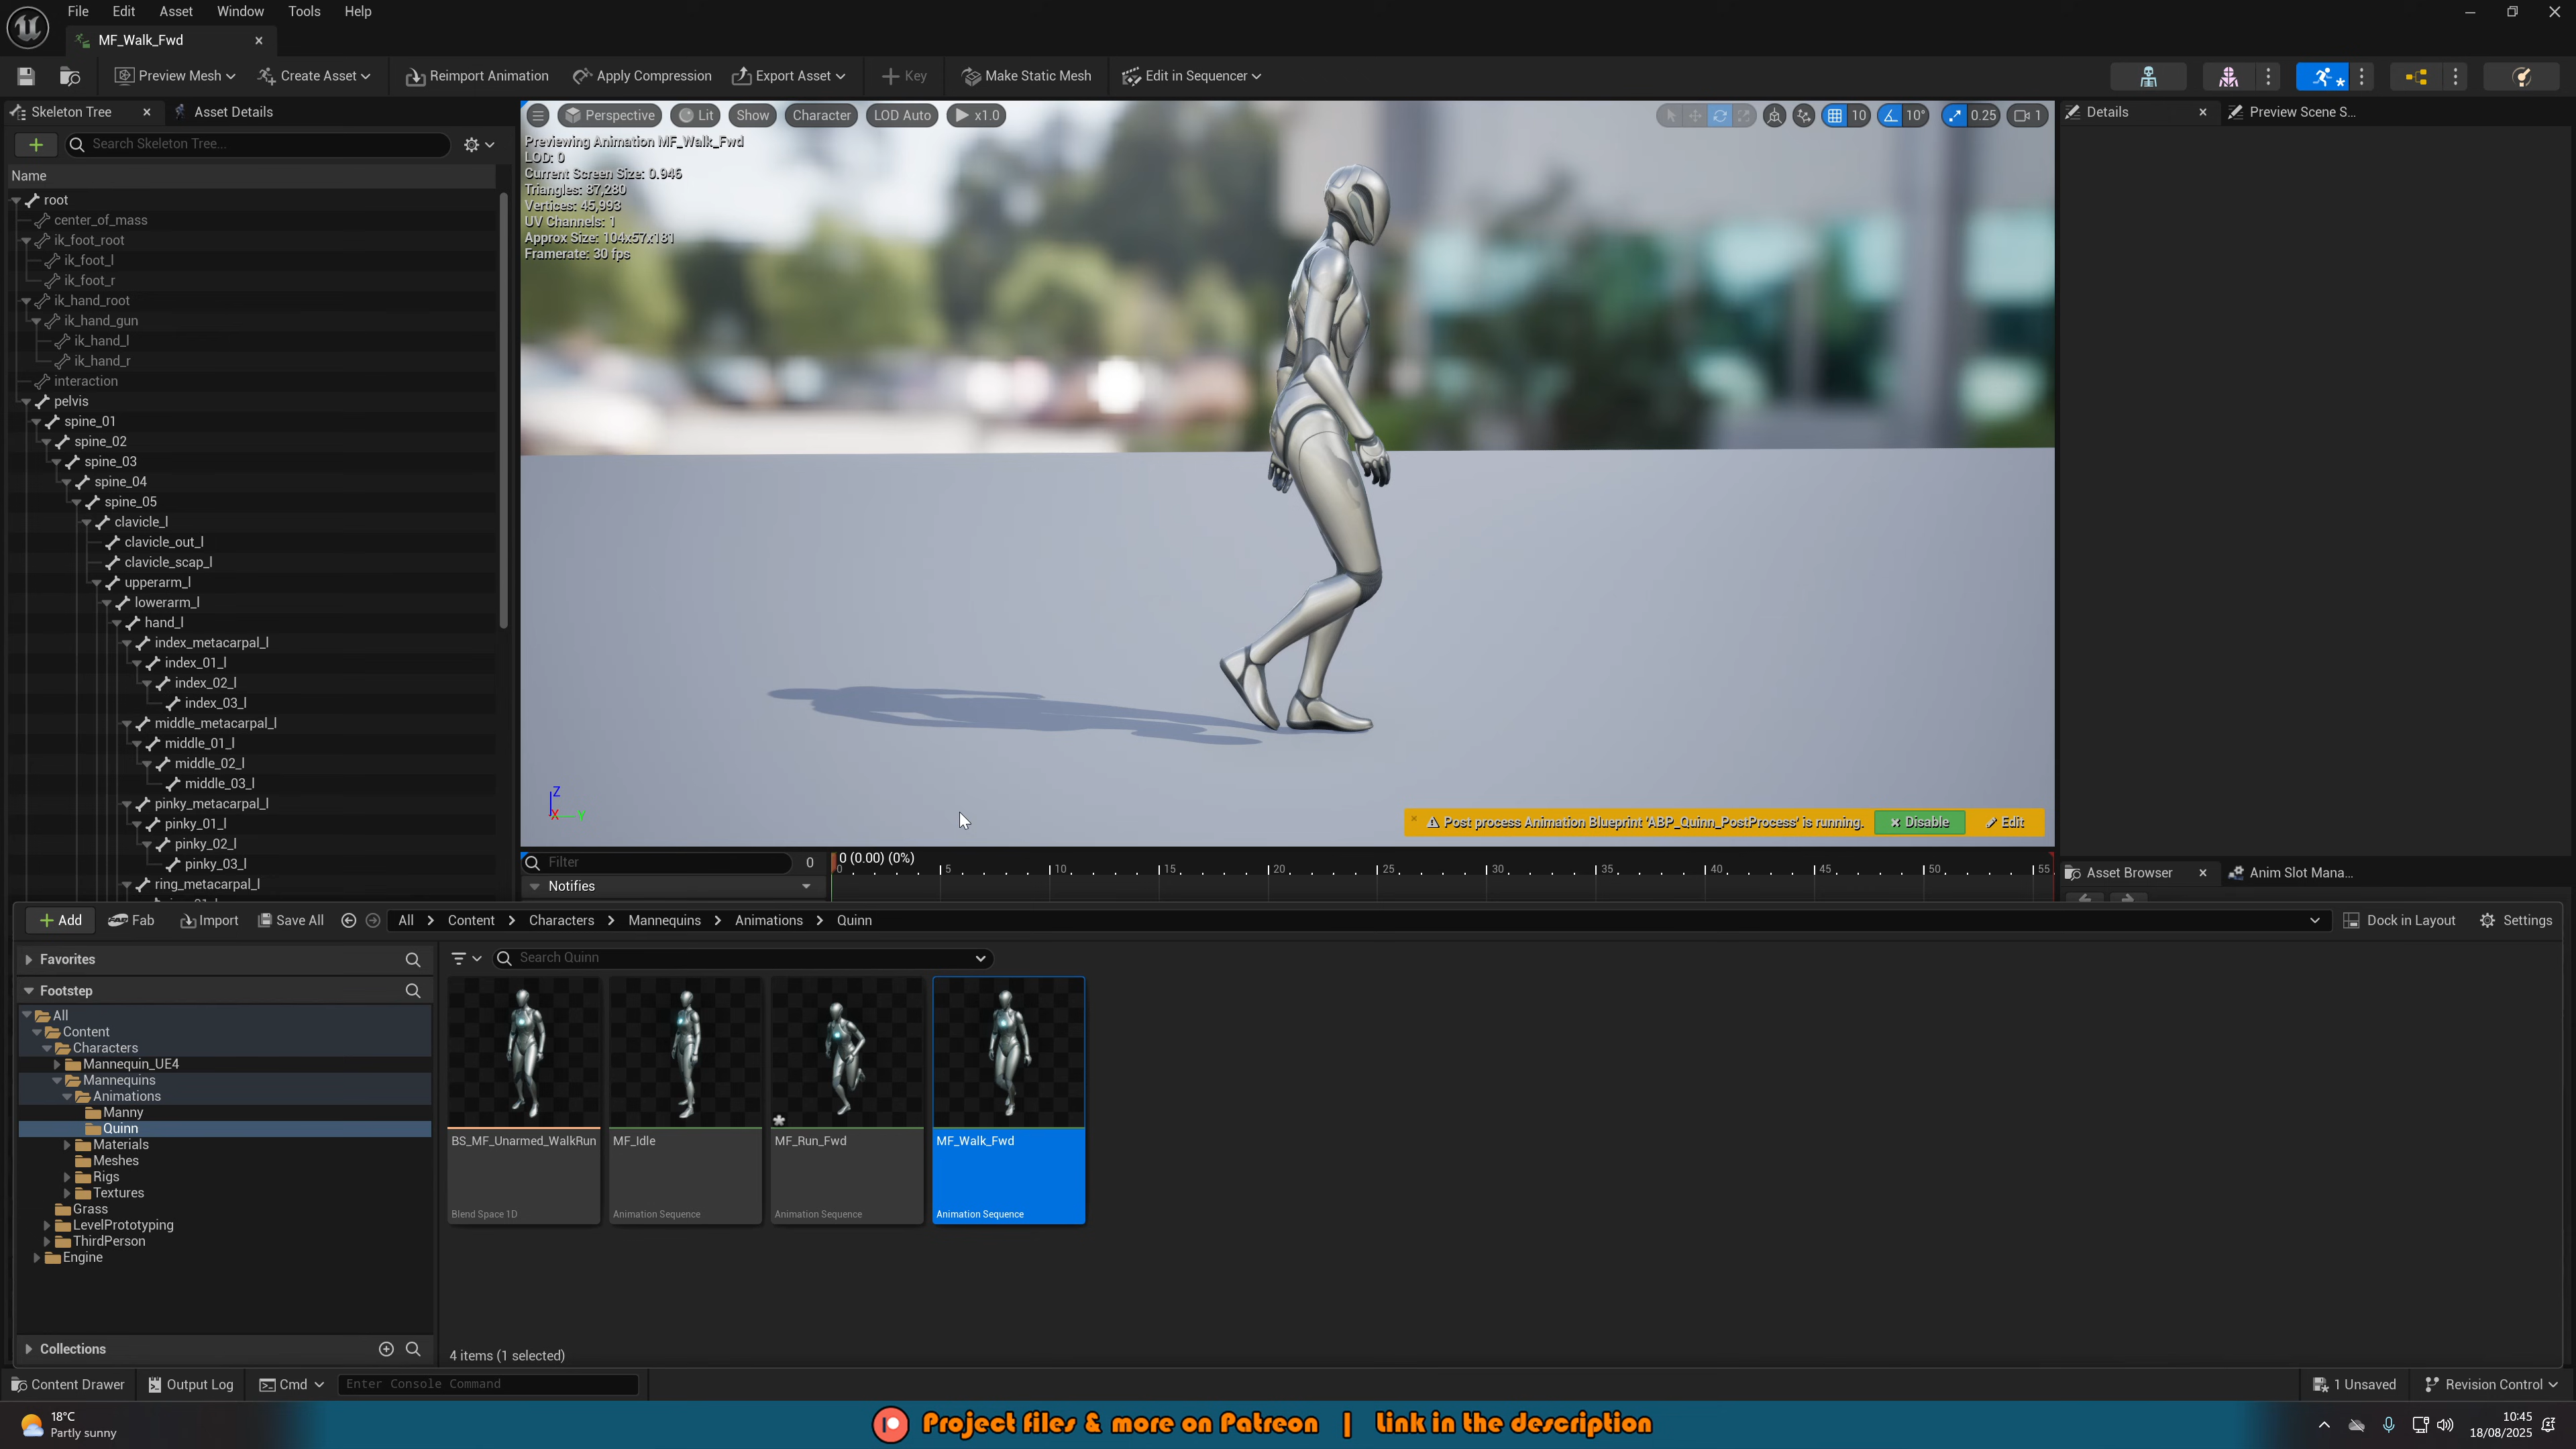 File Edit Asset Window Tools Help
MF_Walk_Fwd
Preview Mesh Create Asset Reimport Animation Apply Compression Export Asset Key Make Static Mesh Edit in Sequencer
Skeleton Tree Asset Details
Search Skeleton Tree...
Name
root
center_of_mass
ik_foot_root
ik_foot_l
ik_foot_r
ik_hand_root
ik_hand_gun
ik_hand_l
ik_hand_r
interaction
pelvis
spine_01
spine_02
spine_03
spine_04
spine_05
clavicle_l
clavicle_out_l
clavicle_scap_l
upperarm_l
lowerarm_l
hand_l
index_metacarpal_l
index_01_l
index_02_l
index_03_l
middle_metacarpal_l
middle_01_l
middle_02_l
middle_03_l
pinky_metacarpal_l
pinky_01_l
pinky_02_l
pinky_03_l
ring_metacarpal_l
Perspective Lit Show Character LOD Auto x1.0
10 10° 0.25 1
Previewing Animation MF_Walk_Fwd
LOD: 0
Current Screen Size: 0.946
Triangles: 87,280
Vertices: 45,993
UV Channels: 1
Approx Size: 104x57x181
Framerate: 30 fps
Z
X Y
Post process Animation Blueprint 'ABP_Quinn_PostProcess' is running. Disable Edit
Filter 0
0 (0.00) (0%)
0 5 10 15 20 25 30 35 40 45 50 55
Notifies
Details Preview Scene S...
Asset Browser Anim Slot Mana...
Add Fab Import Save All All Content Characters Mannequins Animations Quinn Dock in Layout Settings
Favorites
Footstep
All
Content
Characters
Mannequin_UE4
Mannequins
Animations
Manny
Quinn
Materials
Meshes
Rigs
Textures
Grass
LevelPrototyping
ThirdPerson
Engine
Collections
Search Quinn
BS_MF_Unarmed_WalkRun
Blend Space 1D
MF_Idle
Animation Sequence
MF_Run_Fwd
Animation Sequence
MF_Walk_Fwd
Animation Sequence
4 items (1 selected)
Content Drawer Output Log Cmd Enter Console Command 1 Unsaved Revision Control
18°C
Partly sunny
Project files & more on Patreon | Link in the description
10:45
18/08/2025